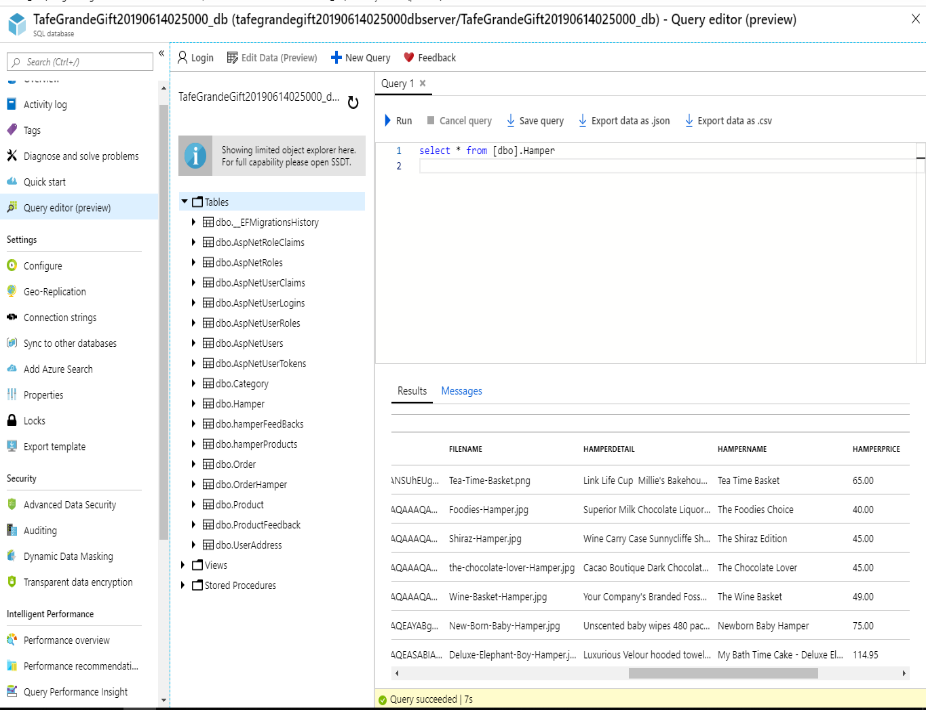 TafeGrandeGift20190614025000_db (tafegrandegift20190614025000dbserver/TafeGrandeGift20190614025000_db) - Query editor (preview)
SQL database
Search (Ctrl+/)
Activity log
Tags
Diagnose and solve problems
Quick start
Query editor (preview)
Settings
Configure
Geo-Replication
Connection strings
Sync to other databases
Add Azure Search
Properties
Locks
Export template
Security
Advanced Data Security
Auditing
Dynamic Data Masking
Transparent data encryption
Intelligent Performance
Performance overview
Performance recommendati...
Query Performance Insight
Login Edit Data (Preview) New Query Feedback
TafeGrandeGift20190614025000_d...
Showing limited object explorer here.
For full capability please open SSDT.
Tables
dbo.__EFMigrationsHistory
dbo.AspNetRoleClaims
dbo.AspNetRoles
dbo.AspNetUserClaims
dbo.AspNetUserLogins
dbo.AspNetUserRoles
dbo.AspNetUsers
dbo.AspNetUserTokens
dbo.Category
dbo.Hamper
dbo.hamperFeedBacks
dbo.hamperProducts
dbo.Order
dbo.OrderHamper
dbo.Product
dbo.ProductFeedback
dbo.UserAddress
Views
Stored Procedures
Query 1
Run Cancel query Save query Export data as .json Export data as .csv
1 select * from [dbo].Hamper
2
Results Messages
FILENAME HAMPERDETAIL HAMPERNAME HAMPERPRICE
ANSUhEUg... Tea-Time-Basket.png Link Life Cup Millie's Bakehou... Tea Time Basket 65.00
AQAAAQA... Foodies-Hamper.jpg Superior Milk Chocolate Liquor... The Foodies Choice 40.00
AQAAAQA... Shiraz-Hamper.jpg Wine Carry Case Sunnycliffe Sh... The Shiraz Edition 45.00
AQAAAQA... the-chocolate-lover-Hamper.jpg Cacao Boutique Dark Chocolat... The Chocolate Lover 45.00
AQAAAQA... Wine-Basket-Hamper.jpg Your Company's Branded Foss... The Wine Basket 49.00
AQEAYABg... New-Born-Baby-Hamper.jpg Unscented baby wipes 480 pac... Newborn Baby Hamper 75.00
AQEASABIA... Deluxe-Elephant-Boy-Hamper.j... Luxurious Velour hooded towel... My Bath Time Cake - Deluxe El... 114.95
Query succeeded | 7s